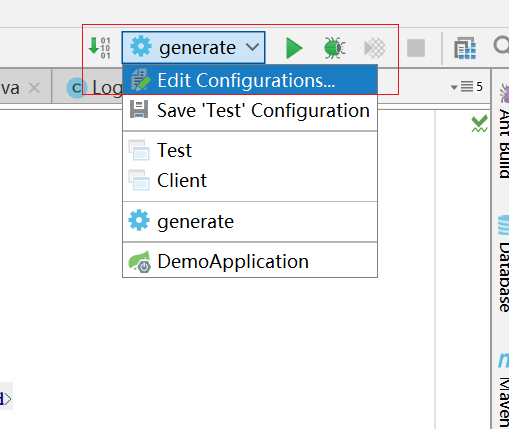 generate
va
Log
5
Edit Configurations...
Save 'Test' Configuration
Test
Client
generate
DemoApplication
Ant Build
Database
Maven
d>